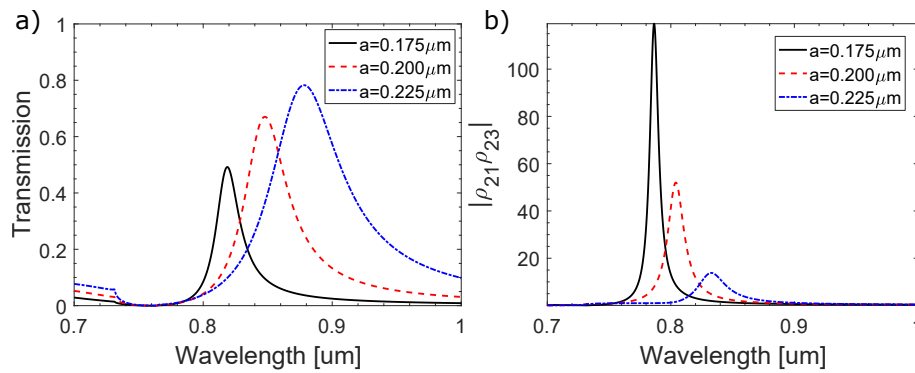 a)
Transmission
1
0.8
0.6
0.4
0.2
0
0.7
0.8
0.9
1
Wavelength [um]
a=0.175μm
a=0.200μm
a=0.225μm
b)
|ρ21ρ23|
100
80
60
40
20
0.7
0.8
0.9
1
Wavelength [um]
a=0.175μm
a=0.200μm
a=0.225μm